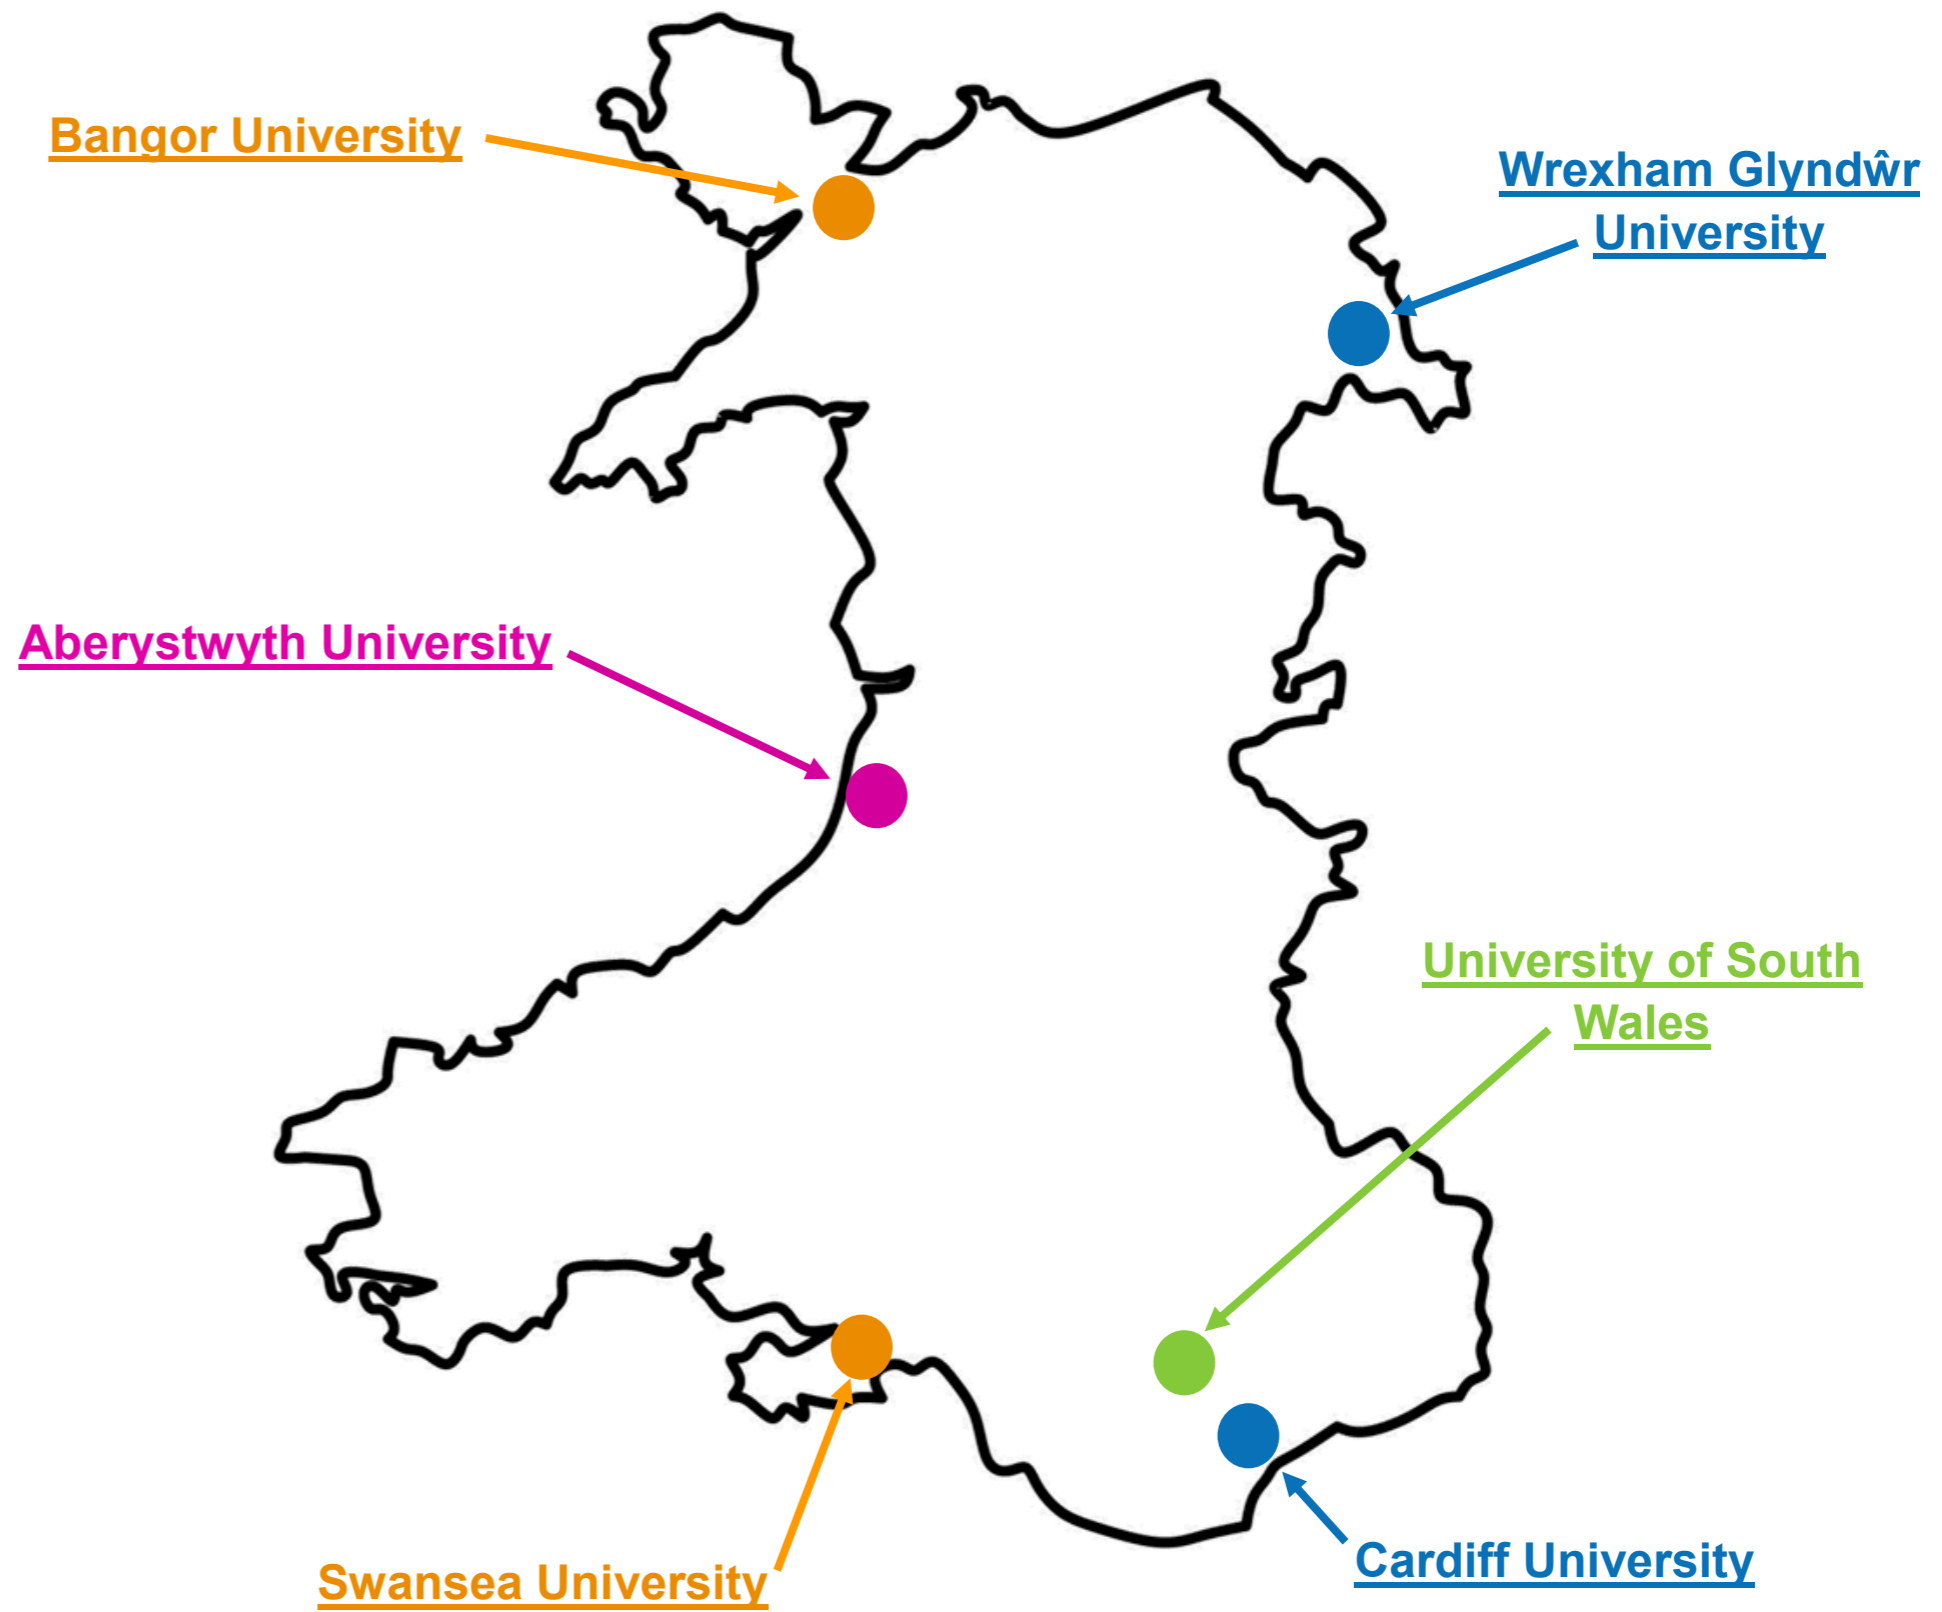 Bangor University
Wrexham Glyndŵr
University
Aberystwyth University
University of South
Wales
Swansea University
Cardiff University